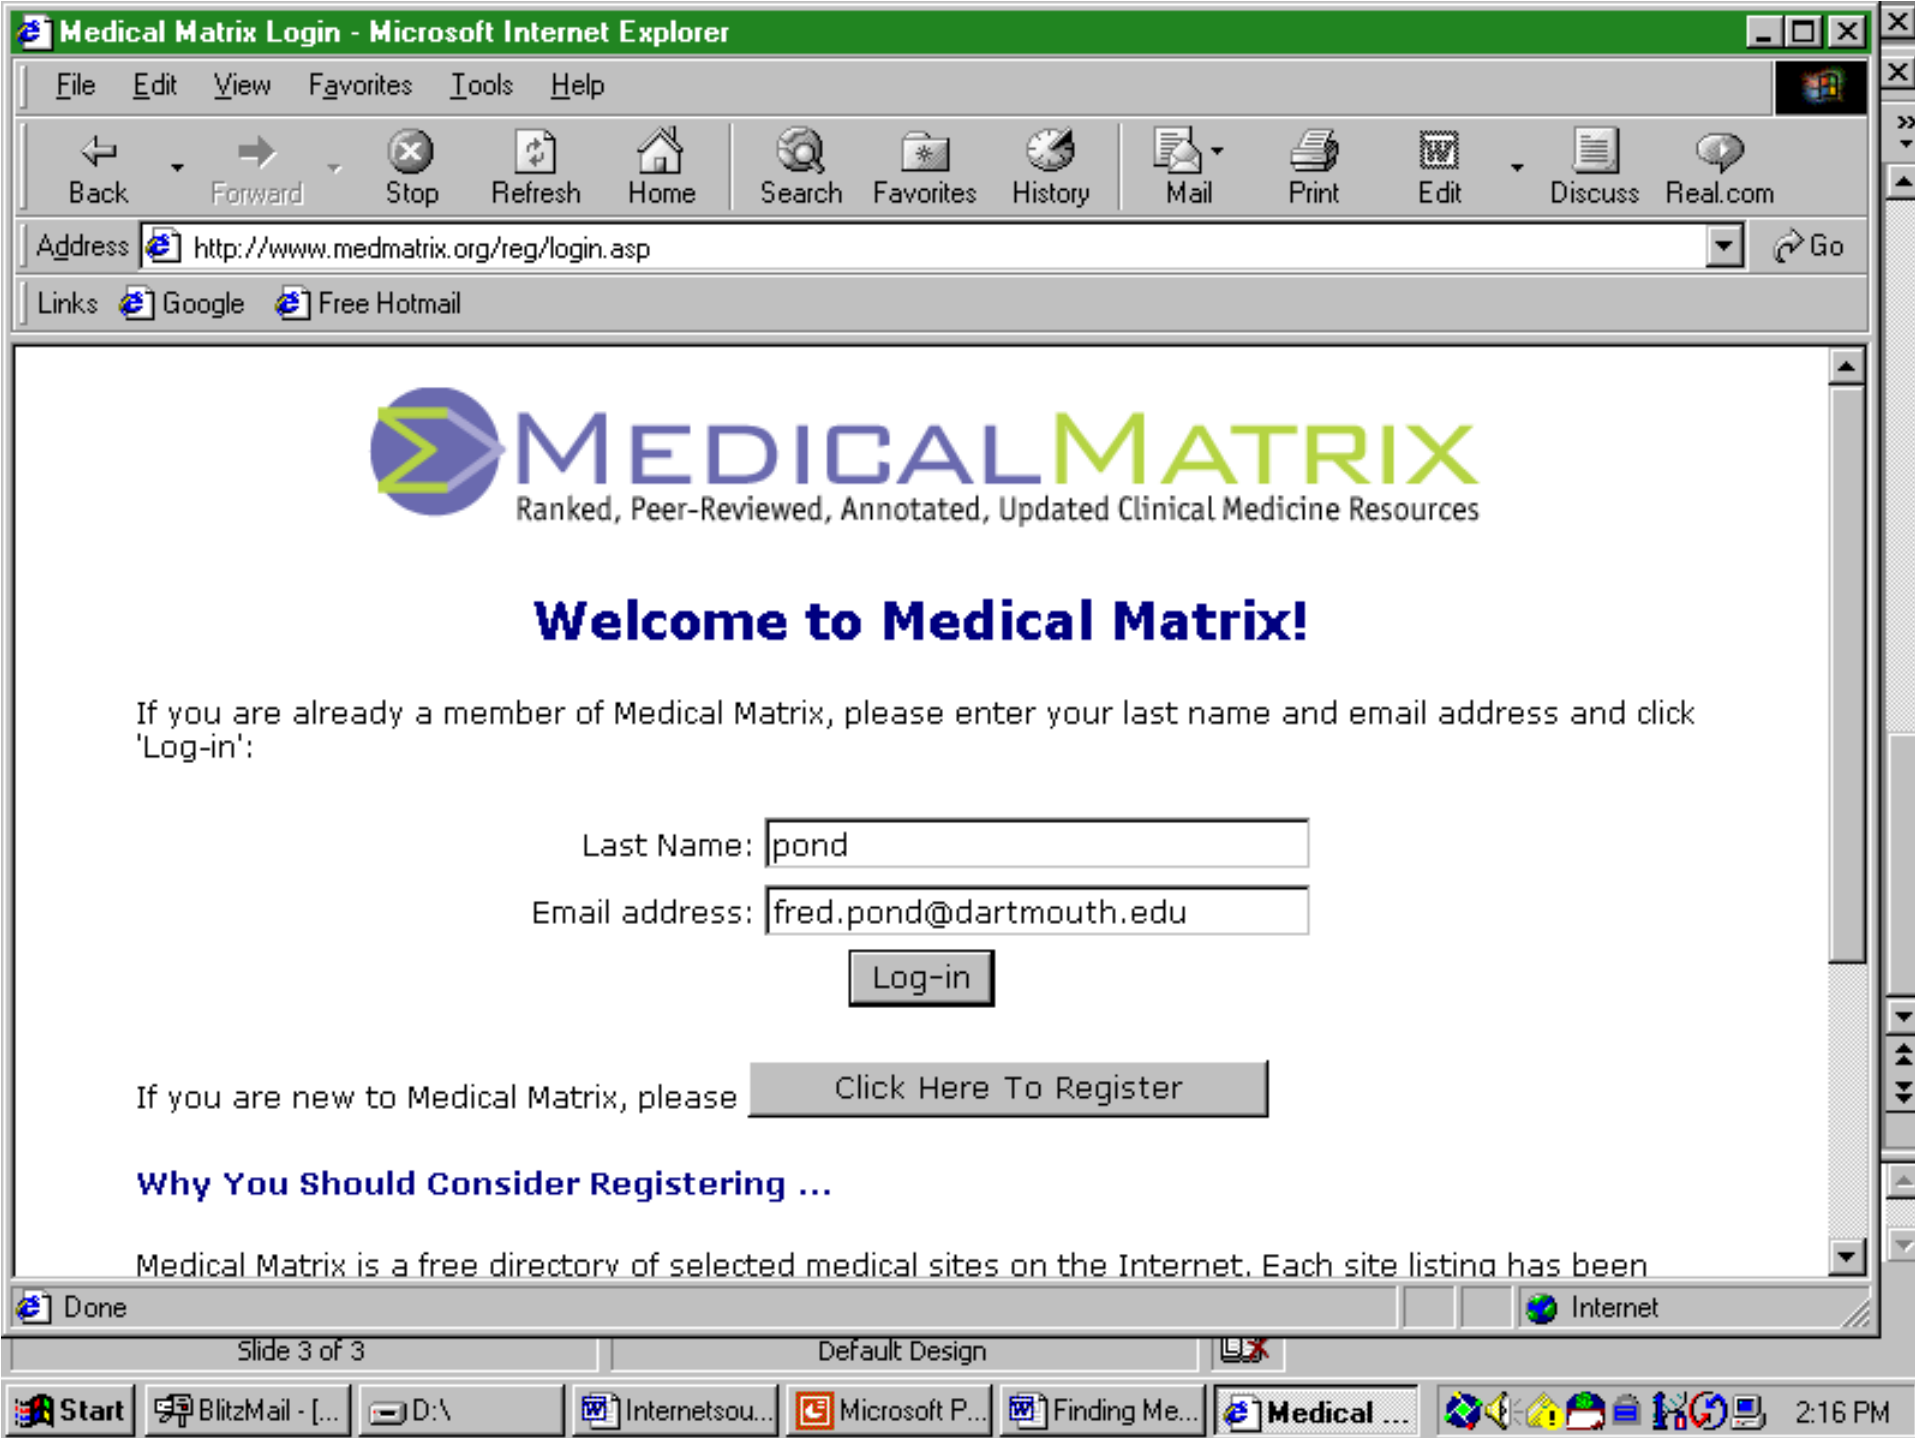 Medical Matrix Login - Microsoft Internet Explorer
File Edit View Favorites Tools Help
Back Forward Stop Refresh Home Search Favorites History Mail Print Edit Discuss Real.com
Address http://www.medmatrix.org/reg/login.asp Go
Links Google Free Hotmail
MEDICALMATRIX
Ranked, Peer-Reviewed, Annotated, Updated Clinical Medicine Resources
Welcome to Medical Matrix!
If you are already a member of Medical Matrix, please enter your last name and email address and click
'Log-in':
Last Name: pond
Email address: fred.pond@dartmouth.edu
Log-in
If you are new to Medical Matrix, please Click Here To Register
Why You Should Consider Registering ...
Medical Matrix is a free directory of selected medical sites on the Internet. Each site listing has been
Done Internet
Slide 3 of 3 Default Design
Start BlitzMail - [... D:\ Internetsou... Microsoft P... Finding Me... Medical ... 2:16 PM